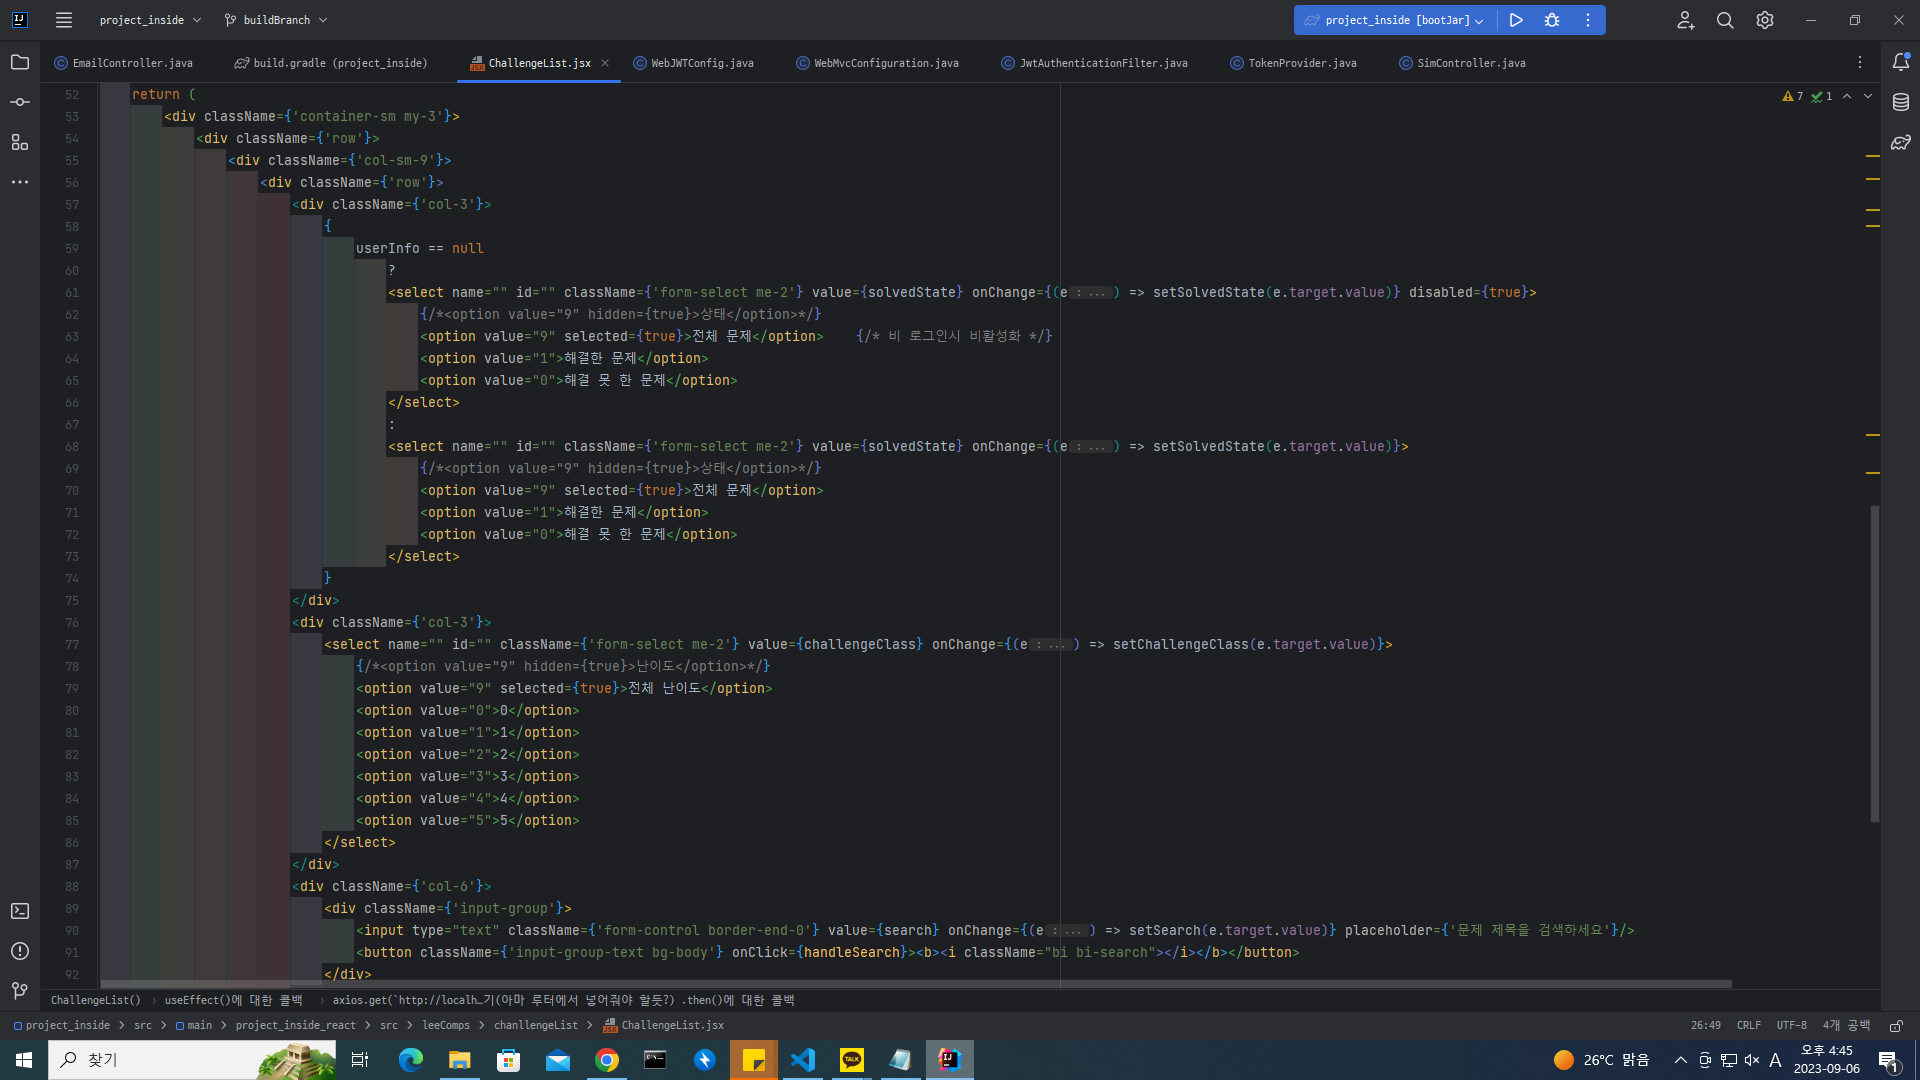 project_inside
buildBranch
project_inside [bootJar]
EmailController.java
build.gradle (project_inside)
ChallengeList.jsx
WebJWTConfig.java
WebMvcConfiguration.java
JwtAuthenticationFilter.java
TokenProvider.java
SimController.java
7 1
52 return (
53 <div className={'container-sm my-3'}>
54 <div className={'row'}>
55 <div className={'col-sm-9'}>
56 <div className={'row'}>
57 <div className={'col-3'}>
58 {
59 userInfo == null
60 ?
61 <select name="" id="" className={'form-select me-2'} value={solvedState} onChange={(e : ... ) => setSolvedState(e.target.value)} disabled={true}>
62 {/*<option value="9" hidden={true}>상태</option>*/}
63 <option value="9" selected={true}>전체 문제</option> {/* 비 로그인시 비활성화 */}
64 <option value="1">해결한 문제</option>
65 <option value="0">해결 못 한 문제</option>
66 </select>
67 :
68 <select name="" id="" className={'form-select me-2'} value={solvedState} onChange={(e : ... ) => setSolvedState(e.target.value)}>
69 {/*<option value="9" hidden={true}>상태</option>*/}
70 <option value="9" selected={true}>전체 문제</option>
71 <option value="1">해결한 문제</option>
72 <option value="0">해결 못 한 문제</option>
73 </select>
74 }
75 </div>
76 <div className={'col-3'}>
77 <select name="" id="" className={'form-select me-2'} value={challengeClass} onChange={(e : ... ) => setChallengeClass(e.target.value)}>
78 {/*<option value="9" hidden={true}>난이도</option>*/}
79 <option value="9" selected={true}>전체 난이도</option>
80 <option value="0">0</option>
81 <option value="1">1</option>
82 <option value="2">2</option>
83 <option value="3">3</option>
84 <option value="4">4</option>
85 <option value="5">5</option>
86 </select>
87 </div>
88 <div className={'col-6'}>
89 <div className={'input-group'}>
90 <input type="text" className={'form-control border-end-0'} value={search} onChange={(e : ... ) => setSearch(e.target.value)} placeholder={'문제 제목을 검색하세요'}/>
91 <button className={'input-group-text bg-body'} onClick={handleSearch}><b><i className="bi bi-search"></i></b></button>
92 </div>
ChallengeList() › useEffect()에 대한 콜백 › axios.get(`http://localh…기(아마 루터에서 넣어줘야 할듯?) .then()에 대한 콜백
project_inside > src > main > project_inside_react > src > leeComps > chanllengeList > ChallengeList.jsx
26:49 CRLF UTF-8 4개 공백
찾기
TALK
26°C 맑음
A
오후 4:45
2023-09-06
1